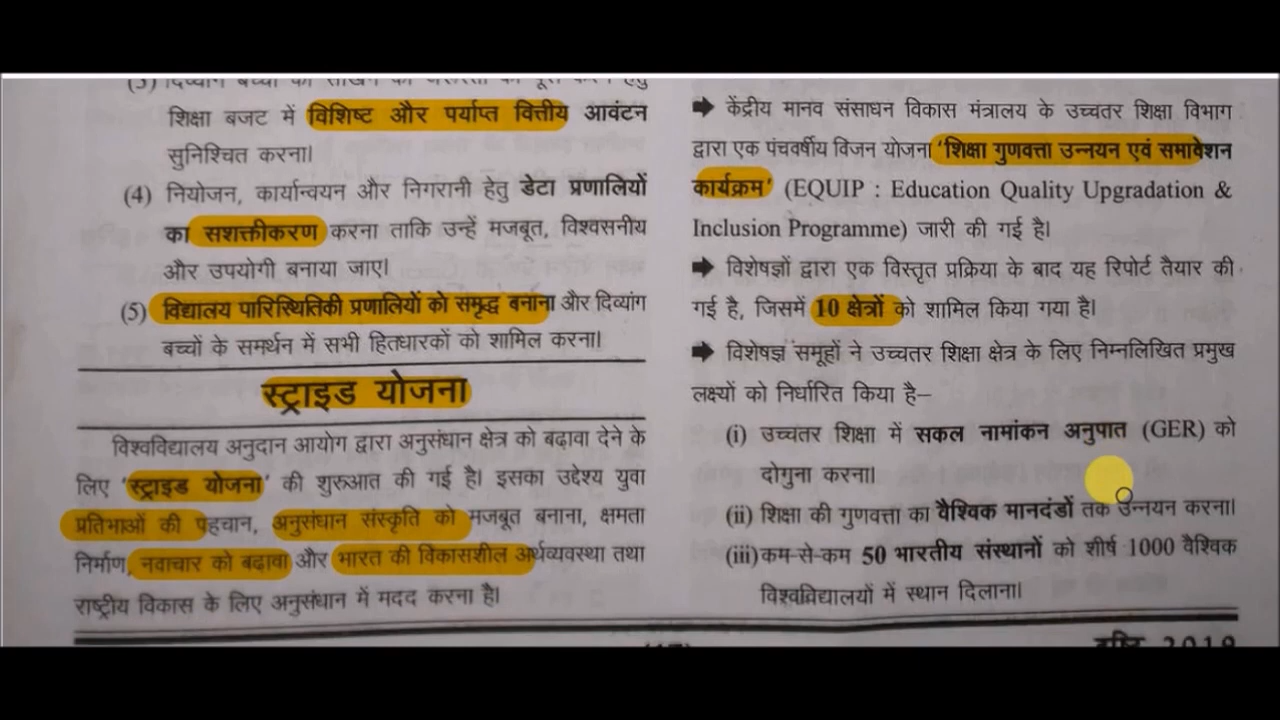 शिक्षा बजट में विशिष्ट और पर्याप्त वित्तीय आवंटन
सुनिश्चित करना।
(4) नियोजन, कार्यान्वयन और निगरानी हेतु डेटा प्रणालियों
का सशक्तीकरण करना ताकि उन्हें मजबूत, विश्वसनीय
और उपयोगी बनाया जाए।
(5) विद्यालय पारिस्थितिकी प्रणालियों को समृद्ध बनाना और दिव्यांग
बच्चों के समर्थन में सभी हितधारकों को शामिल करना।
स्ट्राइड योजना
विश्वविद्यालय अनुदान आयोग द्वारा अनुसंधान क्षेत्र को बढ़ावा देने के
लिए 'स्ट्राइड योजना' की शुरुआत की गई है। इसका उद्देश्य युवा
प्रतिभाओं की पहचान, अनुसंधान संस्कृति को मजबूत बनाना, क्षमता
निर्माण, नवाचार को बढ़ावा और भारत की विकासशील अर्थव्यवस्था तथा
राष्ट्रीय विकास के लिए अनुसंधान में मदद करना है।
➡ केंद्रीय मानव संसाधन विकास मंत्रालय के उच्चतर शिक्षा विभाग
द्वारा एक पंचवर्षीय विजन योजना 'शिक्षा गुणवत्ता उन्नयन एवं समावेशन
कार्यक्रम' (EQUIP : Education Quality Upgradation &
Inclusion Programme) जारी की गई है।
➡ विशेषज्ञों द्वारा एक विस्तृत प्रक्रिया के बाद यह रिपोर्ट तैयार की
गई है, जिसमें 10 क्षेत्रों को शामिल किया गया है।
➡ विशेषज्ञ समूहों ने उच्चतर शिक्षा क्षेत्र के लिए निम्नलिखित प्रमुख
लक्ष्यों को निर्धारित किया है–
(i) उच्चतर शिक्षा में सकल नामांकन अनुपात (GER) को
दोगुना करना।
(ii) शिक्षा की गुणवत्ता का वैश्विक मानदंडों तक उन्नयन करना।
(iii) कम-से-कम 50 भारतीय संस्थानों को शीर्ष 1000 वैश्विक
विश्वविद्यालयों में स्थान दिलाना।